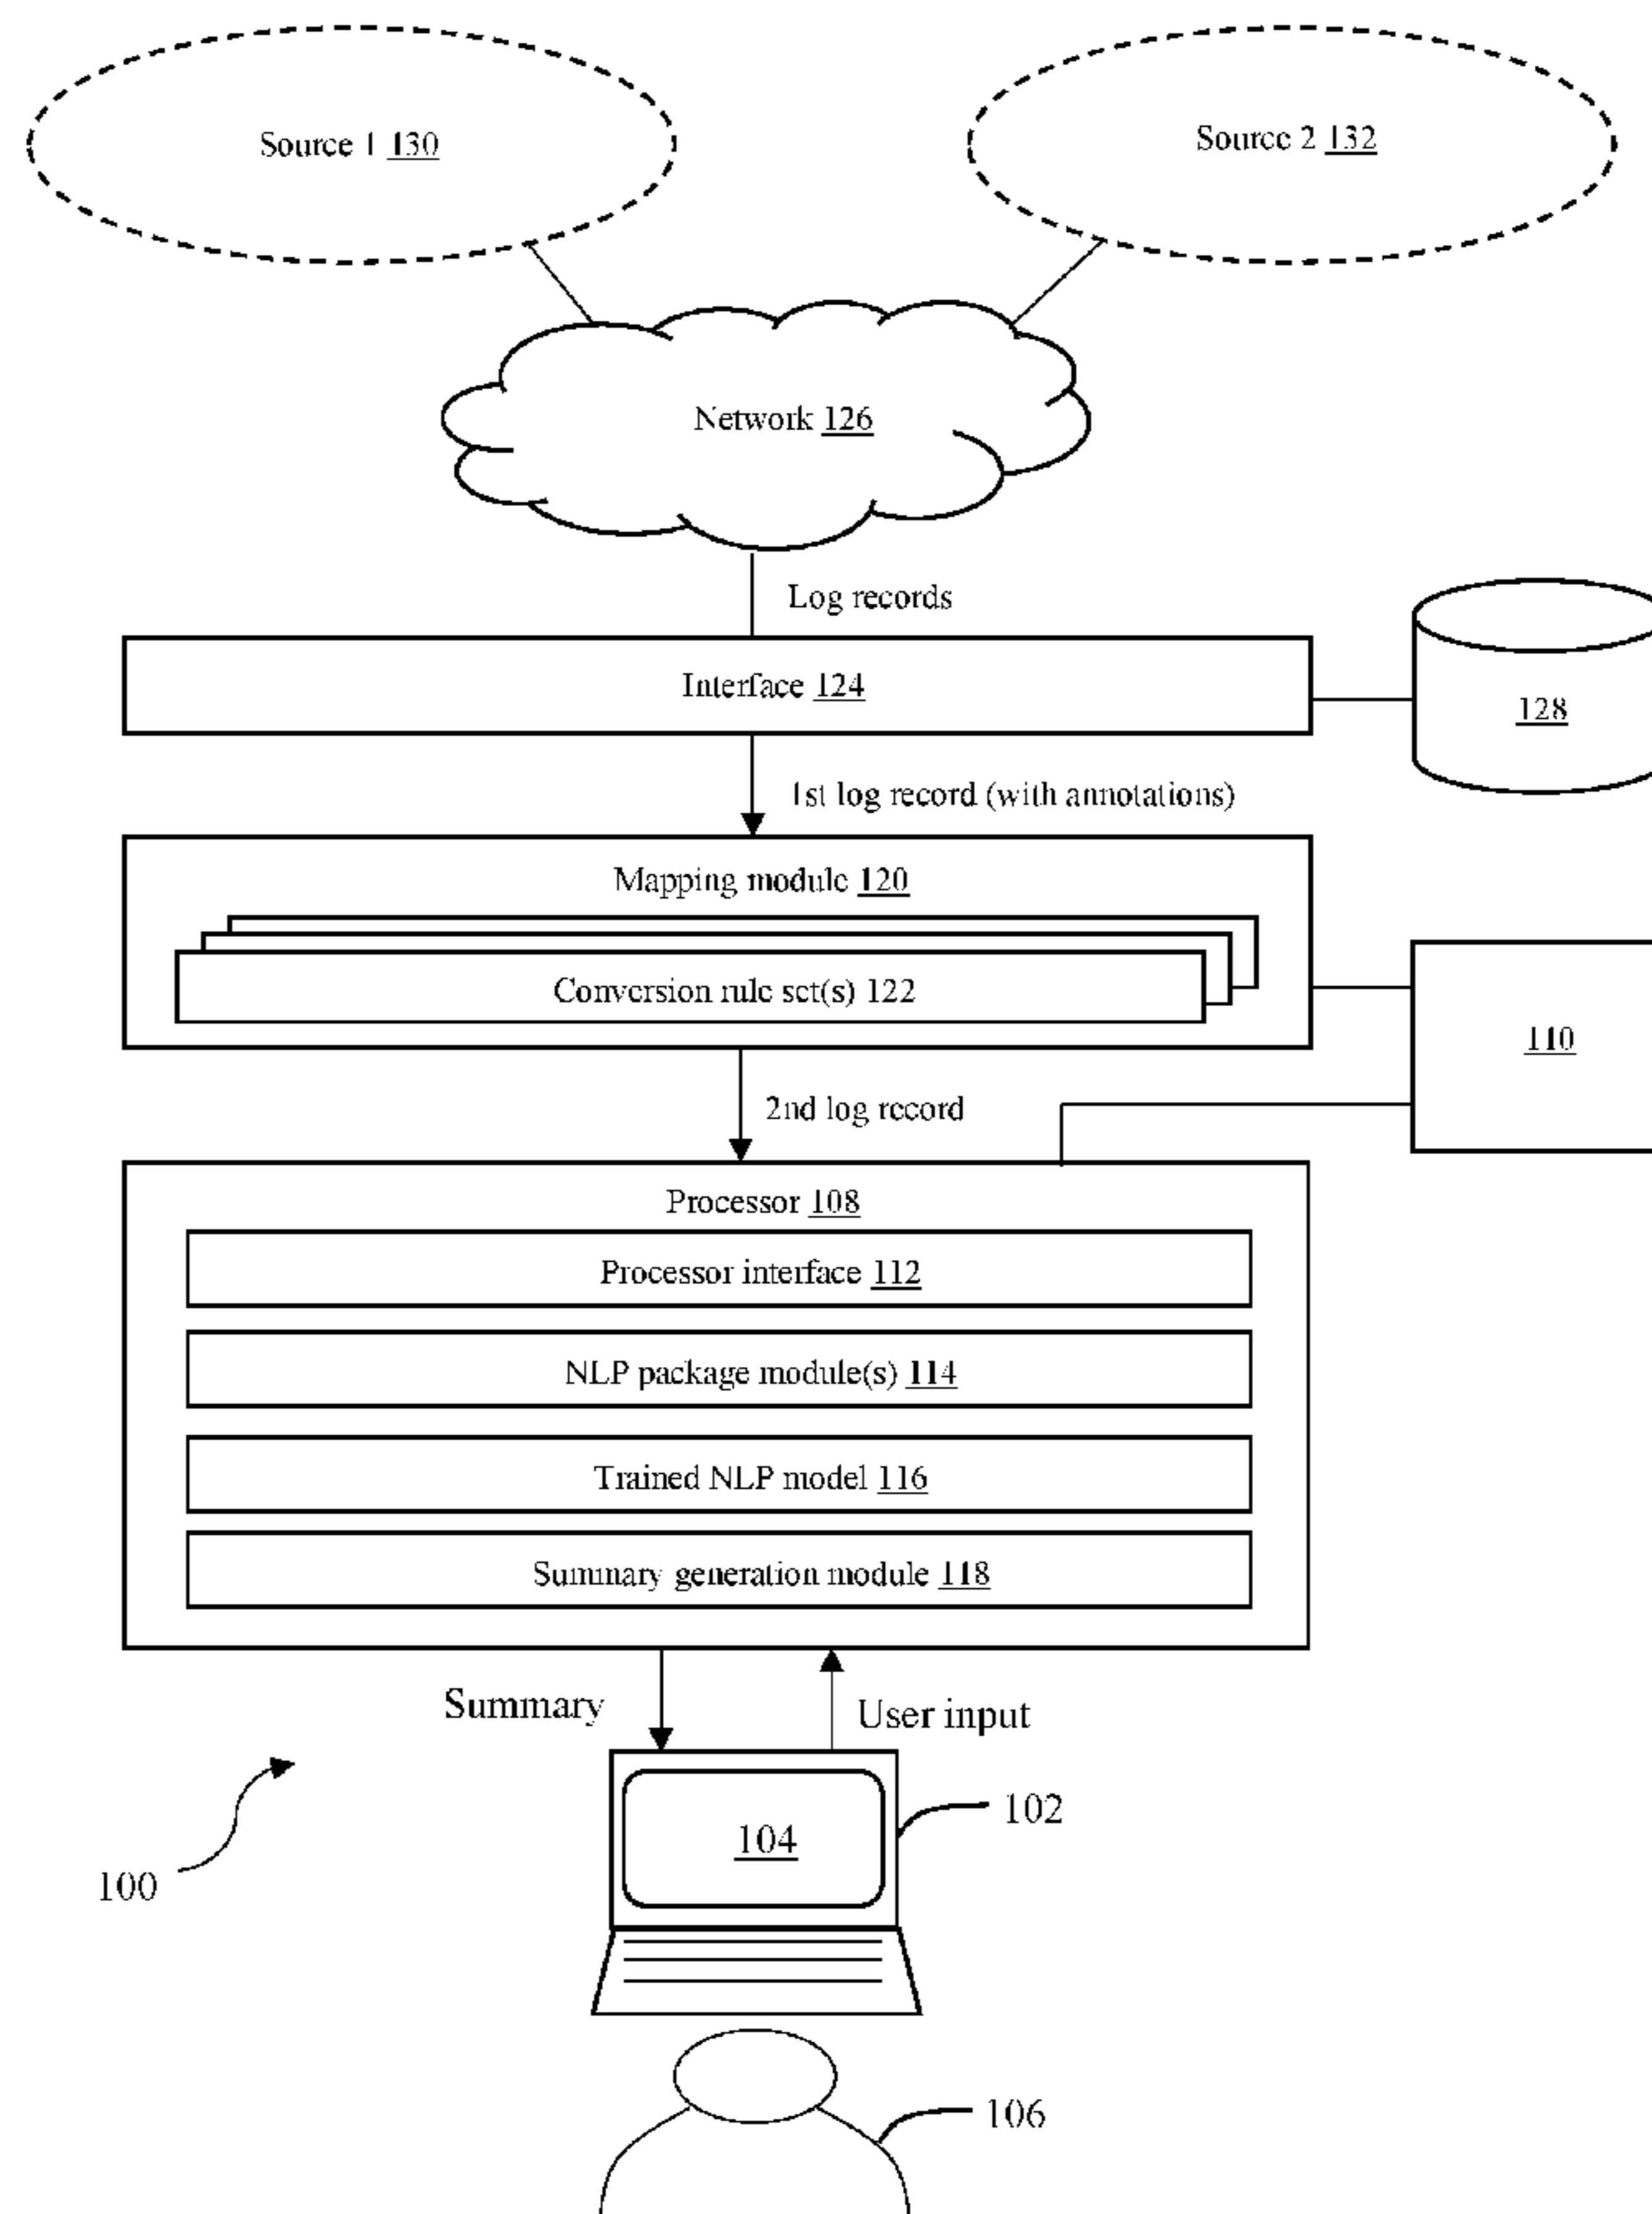 Source 1 130
Source 2 132
Network 126
Log records
Interface 124
128
1st log record (with annotations)
Mapping module 120
Conversion rule set(s) 122
110
2nd log record
Processor 108
Processor interface 112
NLP package module(s) 114
Trained NLP model 116
Summary generation module 118
Summary
User input
104
102
100
106